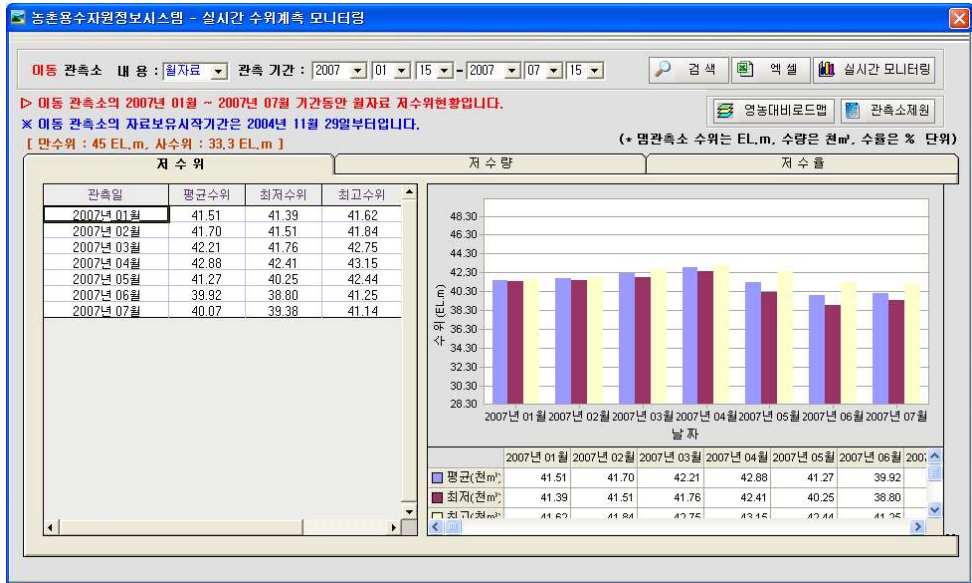 농촌용수자원정보시스템 - 실시간 수위계측 모니터링
이동 관측소 내 용 : 월자료 관측 기간 : 2007 01 15 - 2007 07 15 검 색 엑 셀 실시간 모니터링
▷ 이동 관측소의 2007년 01월 ~ 2007년 07월 기간동안 월자료 저수위현황입니다.
영농대비로드맵 관측소제원
※ 이동 관측소의 자료보유시작기간은 2004년 11월 29일부터입니다.
[ 만수위 : 45 EL.m, 사수위 : 33.3 EL.m ]
(* 댐관측소 수위는 EL.m, 수량은 천㎥, 수율은 % 단위)
저 수 위 저 수 량 저 수 율
관측일 평균수위 최저수위 최고수위
2007년 01월 41.51 41.39 41.62
2007년 02월 41.70 41.51 41.84
2007년 03월 42.21 41.76 42.75
2007년 04월 42.88 42.41 43.15
2007년 05월 41.27 40.25 42.44
2007년 06월 39.92 38.80 41.25
2007년 07월 40.07 39.38 41.14
수위(EL.m)
48.30
46.30
44.30
42.30
40.30
38.30
36.30
34.30
32.30
30.30
28.30
2007년 01월 2007년 02월 2007년 03월 2007년 04월 2007년 05월 2007년 06월 2007년 07월
날짜
2007년 01월 2007년 02월 2007년 03월 2007년 04월 2007년 05월 2007년 06월 2007
평균(천㎥) 41.51 41.70 42.21 42.88 41.27 39.92
최저(천㎥) 41.39 41.51 41.76 42.41 40.25 38.80
최고(천㎥) 41.62 41.84 42.75 43.15 42.44 41.25